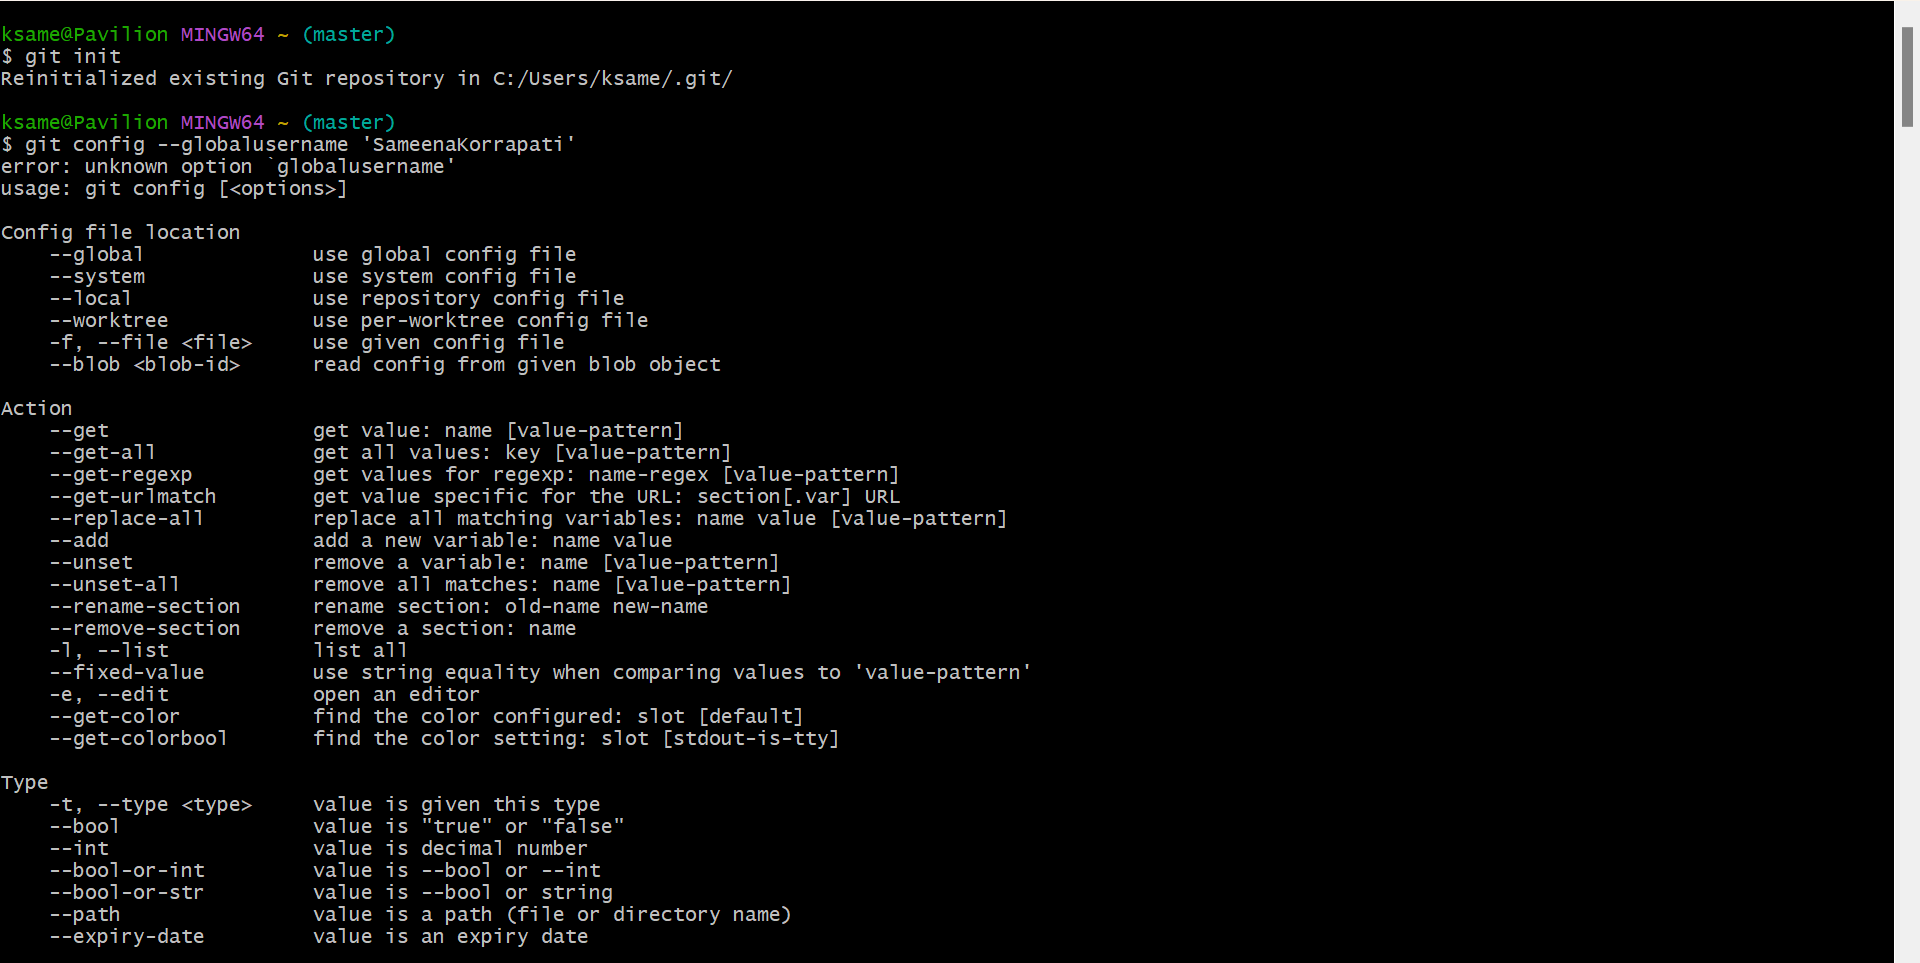 ksame@Pavilion MINGW64 ~ (master)
$ git init
Reinitialized existing Git repository in C:/Users/ksame/.git/
ksame@Pavilion MINGW64 ~ (master)
$ git config --globalusername 'SameenaKorrapati'
error: unknown option `globalusername'
usage: git config [<options>]
Config file location
--global use global config file
--system use system config file
--local use repository config file
--worktree use per-worktree config file
-f, --file <file> use given config file
--blob <blob-id> read config from given blob object
Action
--get get value: name [value-pattern]
--get-all get all values: key [value-pattern]
--get-regexp get values for regexp: name-regex [value-pattern]
--get-urlmatch get value specific for the URL: section[.var] URL
--replace-all replace all matching variables: name value [value-pattern]
--add add a new variable: name value
--unset remove a variable: name [value-pattern]
--unset-all remove all matches: name [value-pattern]
--rename-section rename section: old-name new-name
--remove-section remove a section: name
-l, --list list all
--fixed-value use string equality when comparing values to 'value-pattern'
-e, --edit open an editor
--get-color find the color configured: slot [default]
--get-colorbool find the color setting: slot [stdout-is-tty]
Type
-t, --type <type> value is given this type
--bool value is "true" or "false"
--int value is decimal number
--bool-or-int value is --bool or --int
--bool-or-str value is --bool or string
--path value is a path (file or directory name)
--expiry-date value is an expiry date